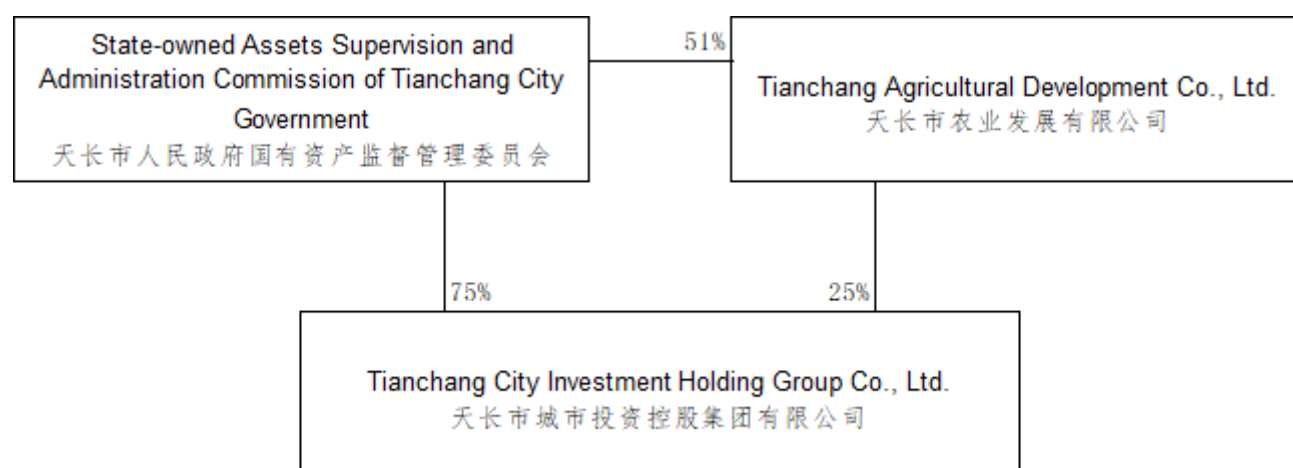 State-owned Assets Supervision and
Administration Commission of Tianchang City
Government
天长市人民政府国有资产监督管理委员会
51%
Tianchang Agricultural Development Co., Ltd.
天长市农业发展有限公司
75%
25%
Tianchang City Investment Holding Group Co., Ltd.
天长市城市投资控股集团有限公司